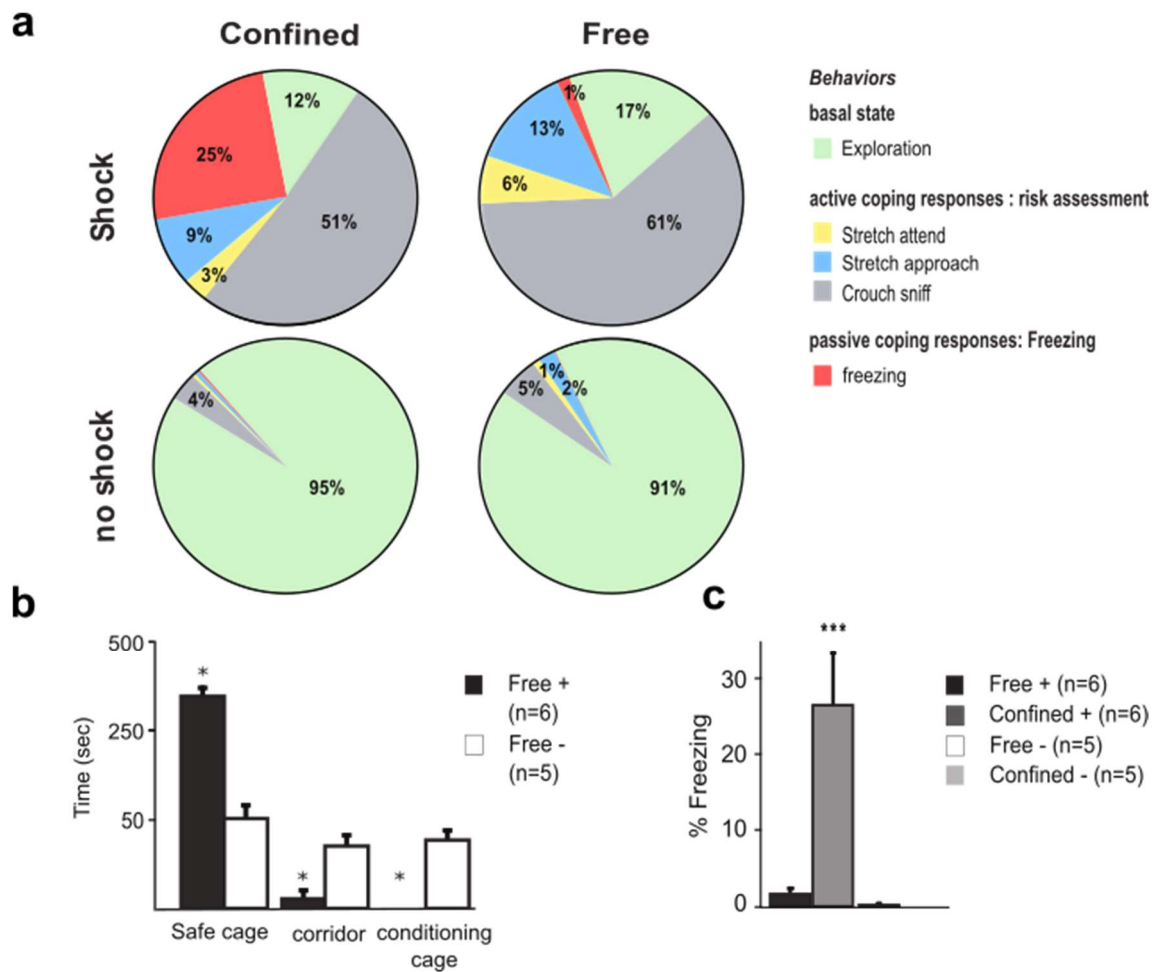 a
Confined
Free
Shock
12%
51%
3%
9%
25%
1%
17%
61%
6%
13%
Behaviors
basal state
Exploration
active coping responses : risk assessment
Stretch attend
Stretch approach
Crouch sniff
passive coping responses: Freezing
freezing
no shock
4%
95%
5%
1%
2%
91%
b
Time (sec)
500
250
50
*
*
*
Safe cage
corridor
conditioning
cage
Free +
(n=6)
Free -
(n=5)
c
% Freezing
30
20
10
0
***
Free + (n=6)
Confined + (n=6)
Free - (n=5)
Confined - (n=5)